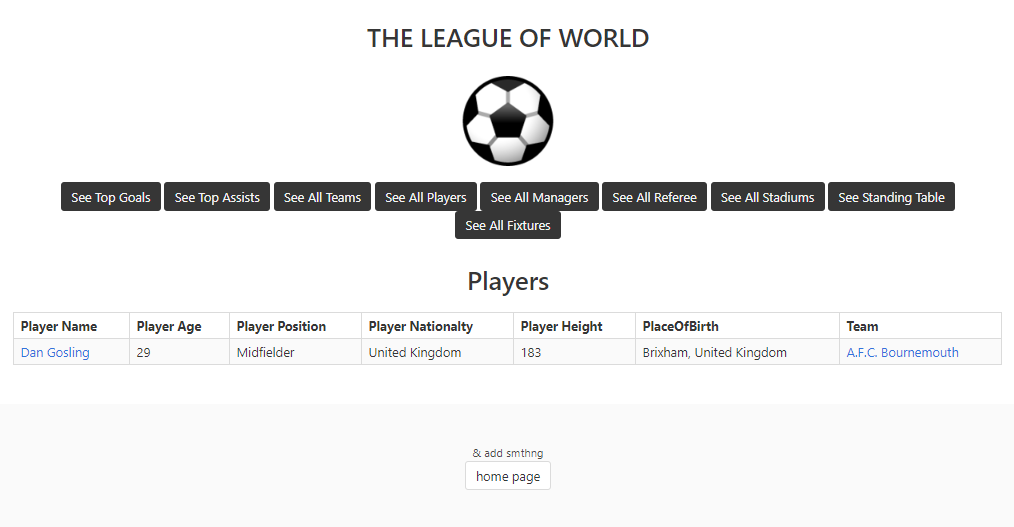 THE LEAGUE OF WORLD
See Top Goals See Top Assists See All Teams See All Players See All Managers See All Referee See All Stadiums See Standing Table
See All Fixtures
Players
Player Name Player Age Player Position Player Nationalty Player Height PlaceOfBirth Team
Dan Gosling 29 Midfielder United Kingdom 183 Brixham, United Kingdom A.F.C. Bournemouth
& add smthng
home page